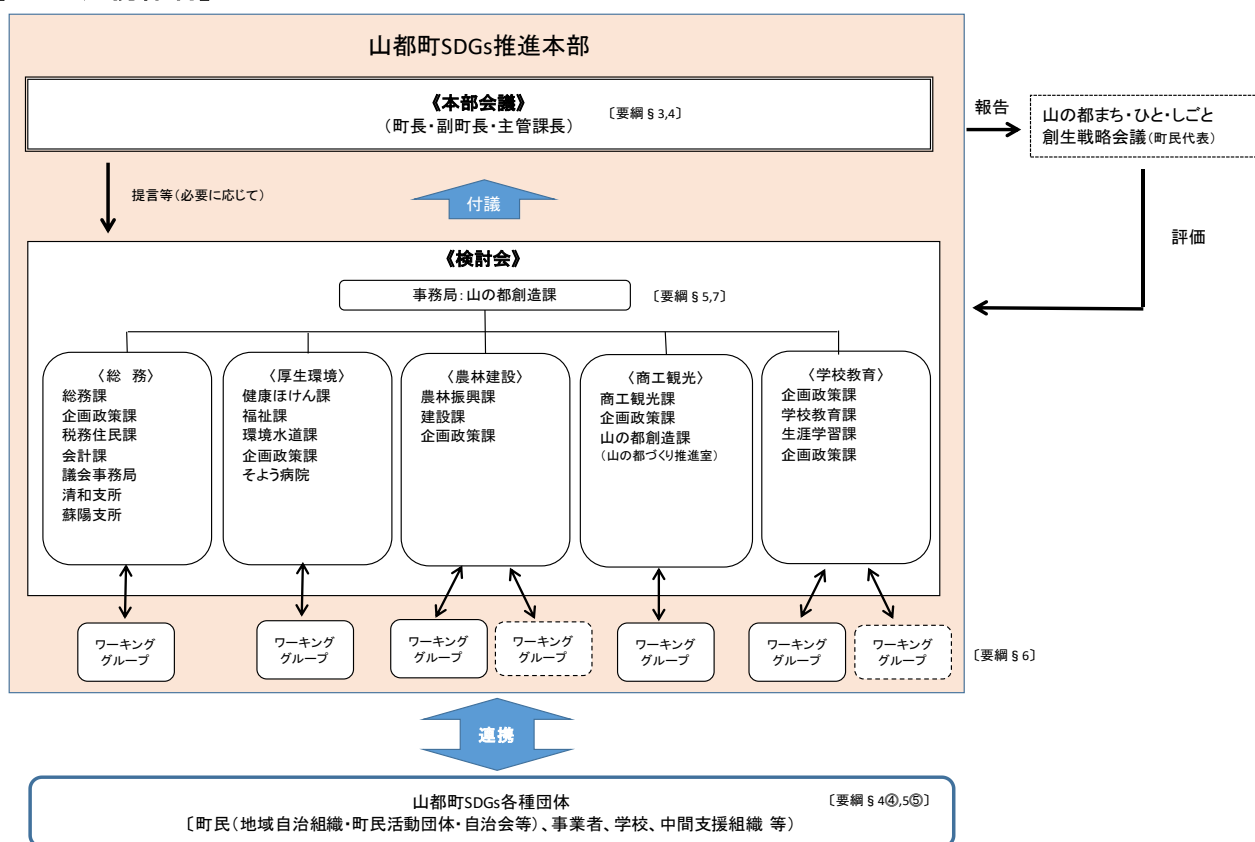 山都町SDGs推進本部
《本部会議》
(町長・副町長・主管課長)
〔要綱§3,4〕
報告
山の都まち・ひと・しごと
創生戦略会議(町民代表)
提言等(必要に応じて)
付議
評価
《検討会》
事務局:山の都創造課
〔要綱§5,7〕
〈総 務〉
総務課
企画政策課
税務住民課
会計課
議会事務局
清和支所
蘇陽支所
〈厚生環境〉
健康ほけん課
福祉課
環境水道課
企画政策課
そよう病院
〈農林建設〉
農林振興課
建設課
企画政策課
〈商工観光〉
商工観光課
企画政策課
山の都創造課
(山の都づくり推進室)
〈学校教育〉
企画政策課
学校教育課
生涯学習課
企画政策課
ワーキング
グループ
ワーキング
グループ
ワーキング
グループ
ワーキング
グループ
ワーキング
グループ
ワーキング
グループ
ワーキング
グループ
〔要綱§6〕
連携
山都町SDGs各種団体
〔要綱§4④,5⑤〕
〔町民(地域自治組織・町民活動団体・自治会等)、事業者、学校、中間支援組織 等〕